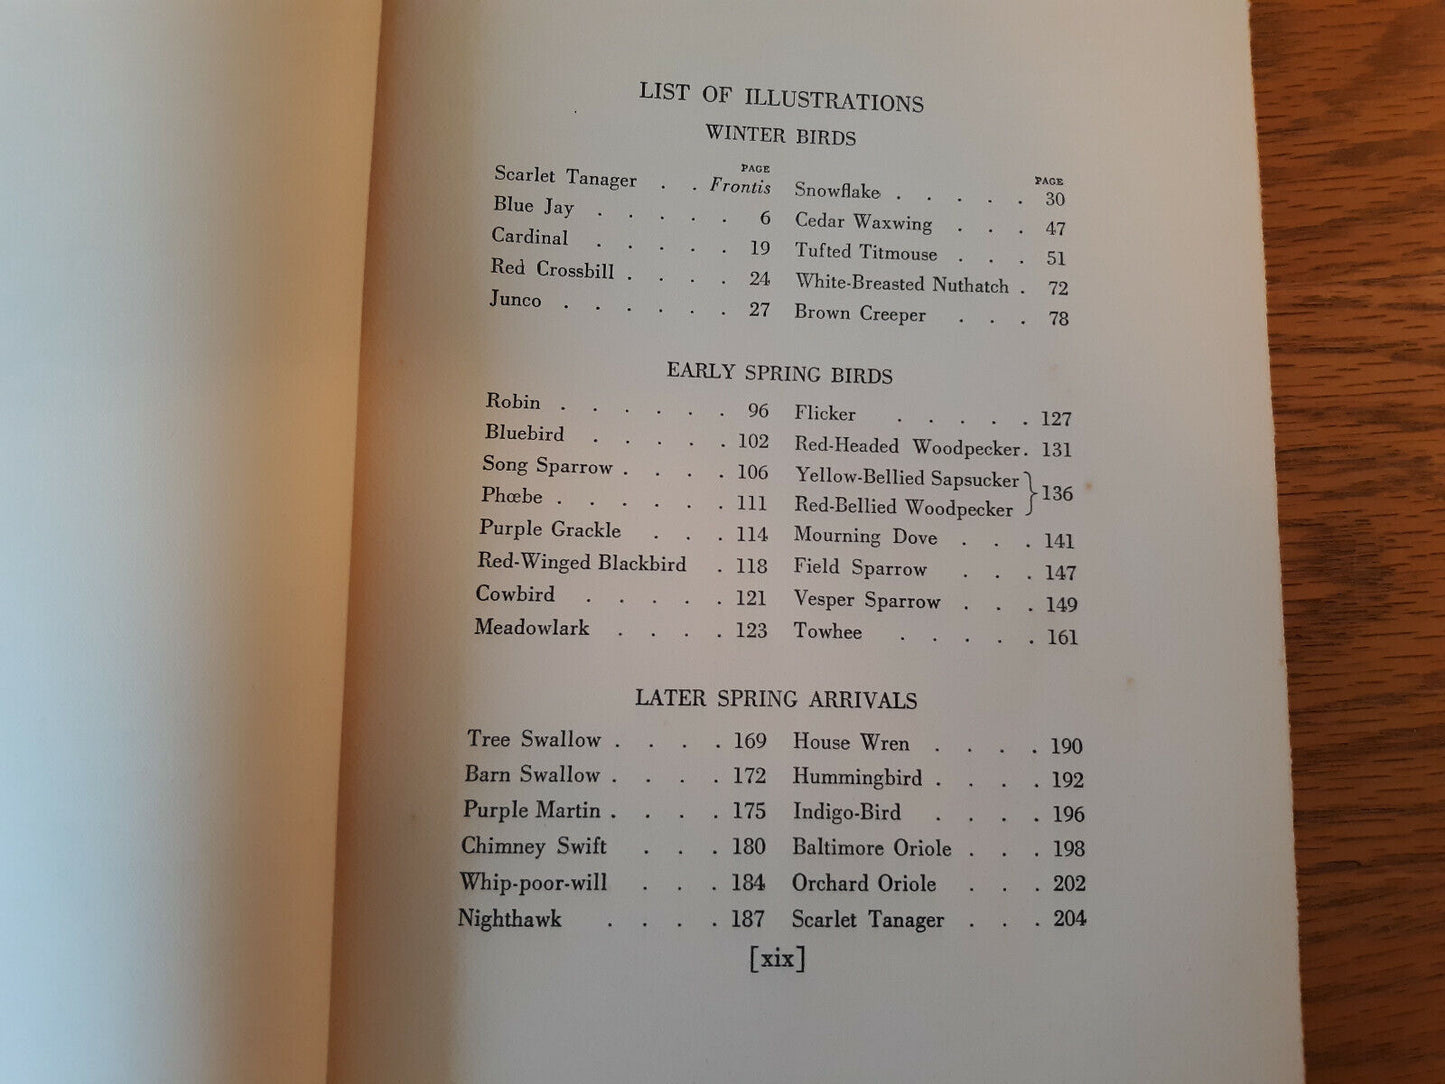 LIST OF ILLUSTRATIONS
WINTER BIRDS
PAGE
Scarlet Tanager . . Frontis
Blue Jay . . . . . 6
Cardinal . . . . . 19
Red Crossbill . . . . 24
Junco . . . . . . 27
PAGE
Snowflake . . . . . 30
Cedar Waxwing . . . 47
Tufted Titmouse . . . 51
White-Breasted Nuthatch . 72
Brown Creeper . . . 78
EARLY SPRING BIRDS
Robin . . . . . . 96
Bluebird . . . . . 102
Song Sparrow . . . . 106
Phœbe . . . . . . 111
Purple Grackle . . . 114
Red-Winged Blackbird . 118
Cowbird . . . . . 121
Meadowlark . . . . 123
Flicker . . . . . 127
Red-Headed Woodpecker . 131
Yellow-Bellied Sapsucker } 136
Red-Bellied Woodpecker
Mourning Dove . . . 141
Field Sparrow . . . 147
Vesper Sparrow . . . 149
Towhee . . . . . 161
LATER SPRING ARRIVALS
Tree Swallow . . . . 169
Barn Swallow . . . . 172
Purple Martin . . . . 175
Chimney Swift . . . 180
Whip-poor-will . . . 184
Nighthawk . . . . 187
House Wren . . . . 190
Hummingbird . . . . 192
Indigo-Bird . . . . 196
Baltimore Oriole . . . 198
Orchard Oriole . . . 202
Scarlet Tanager . . . 204
[xix]